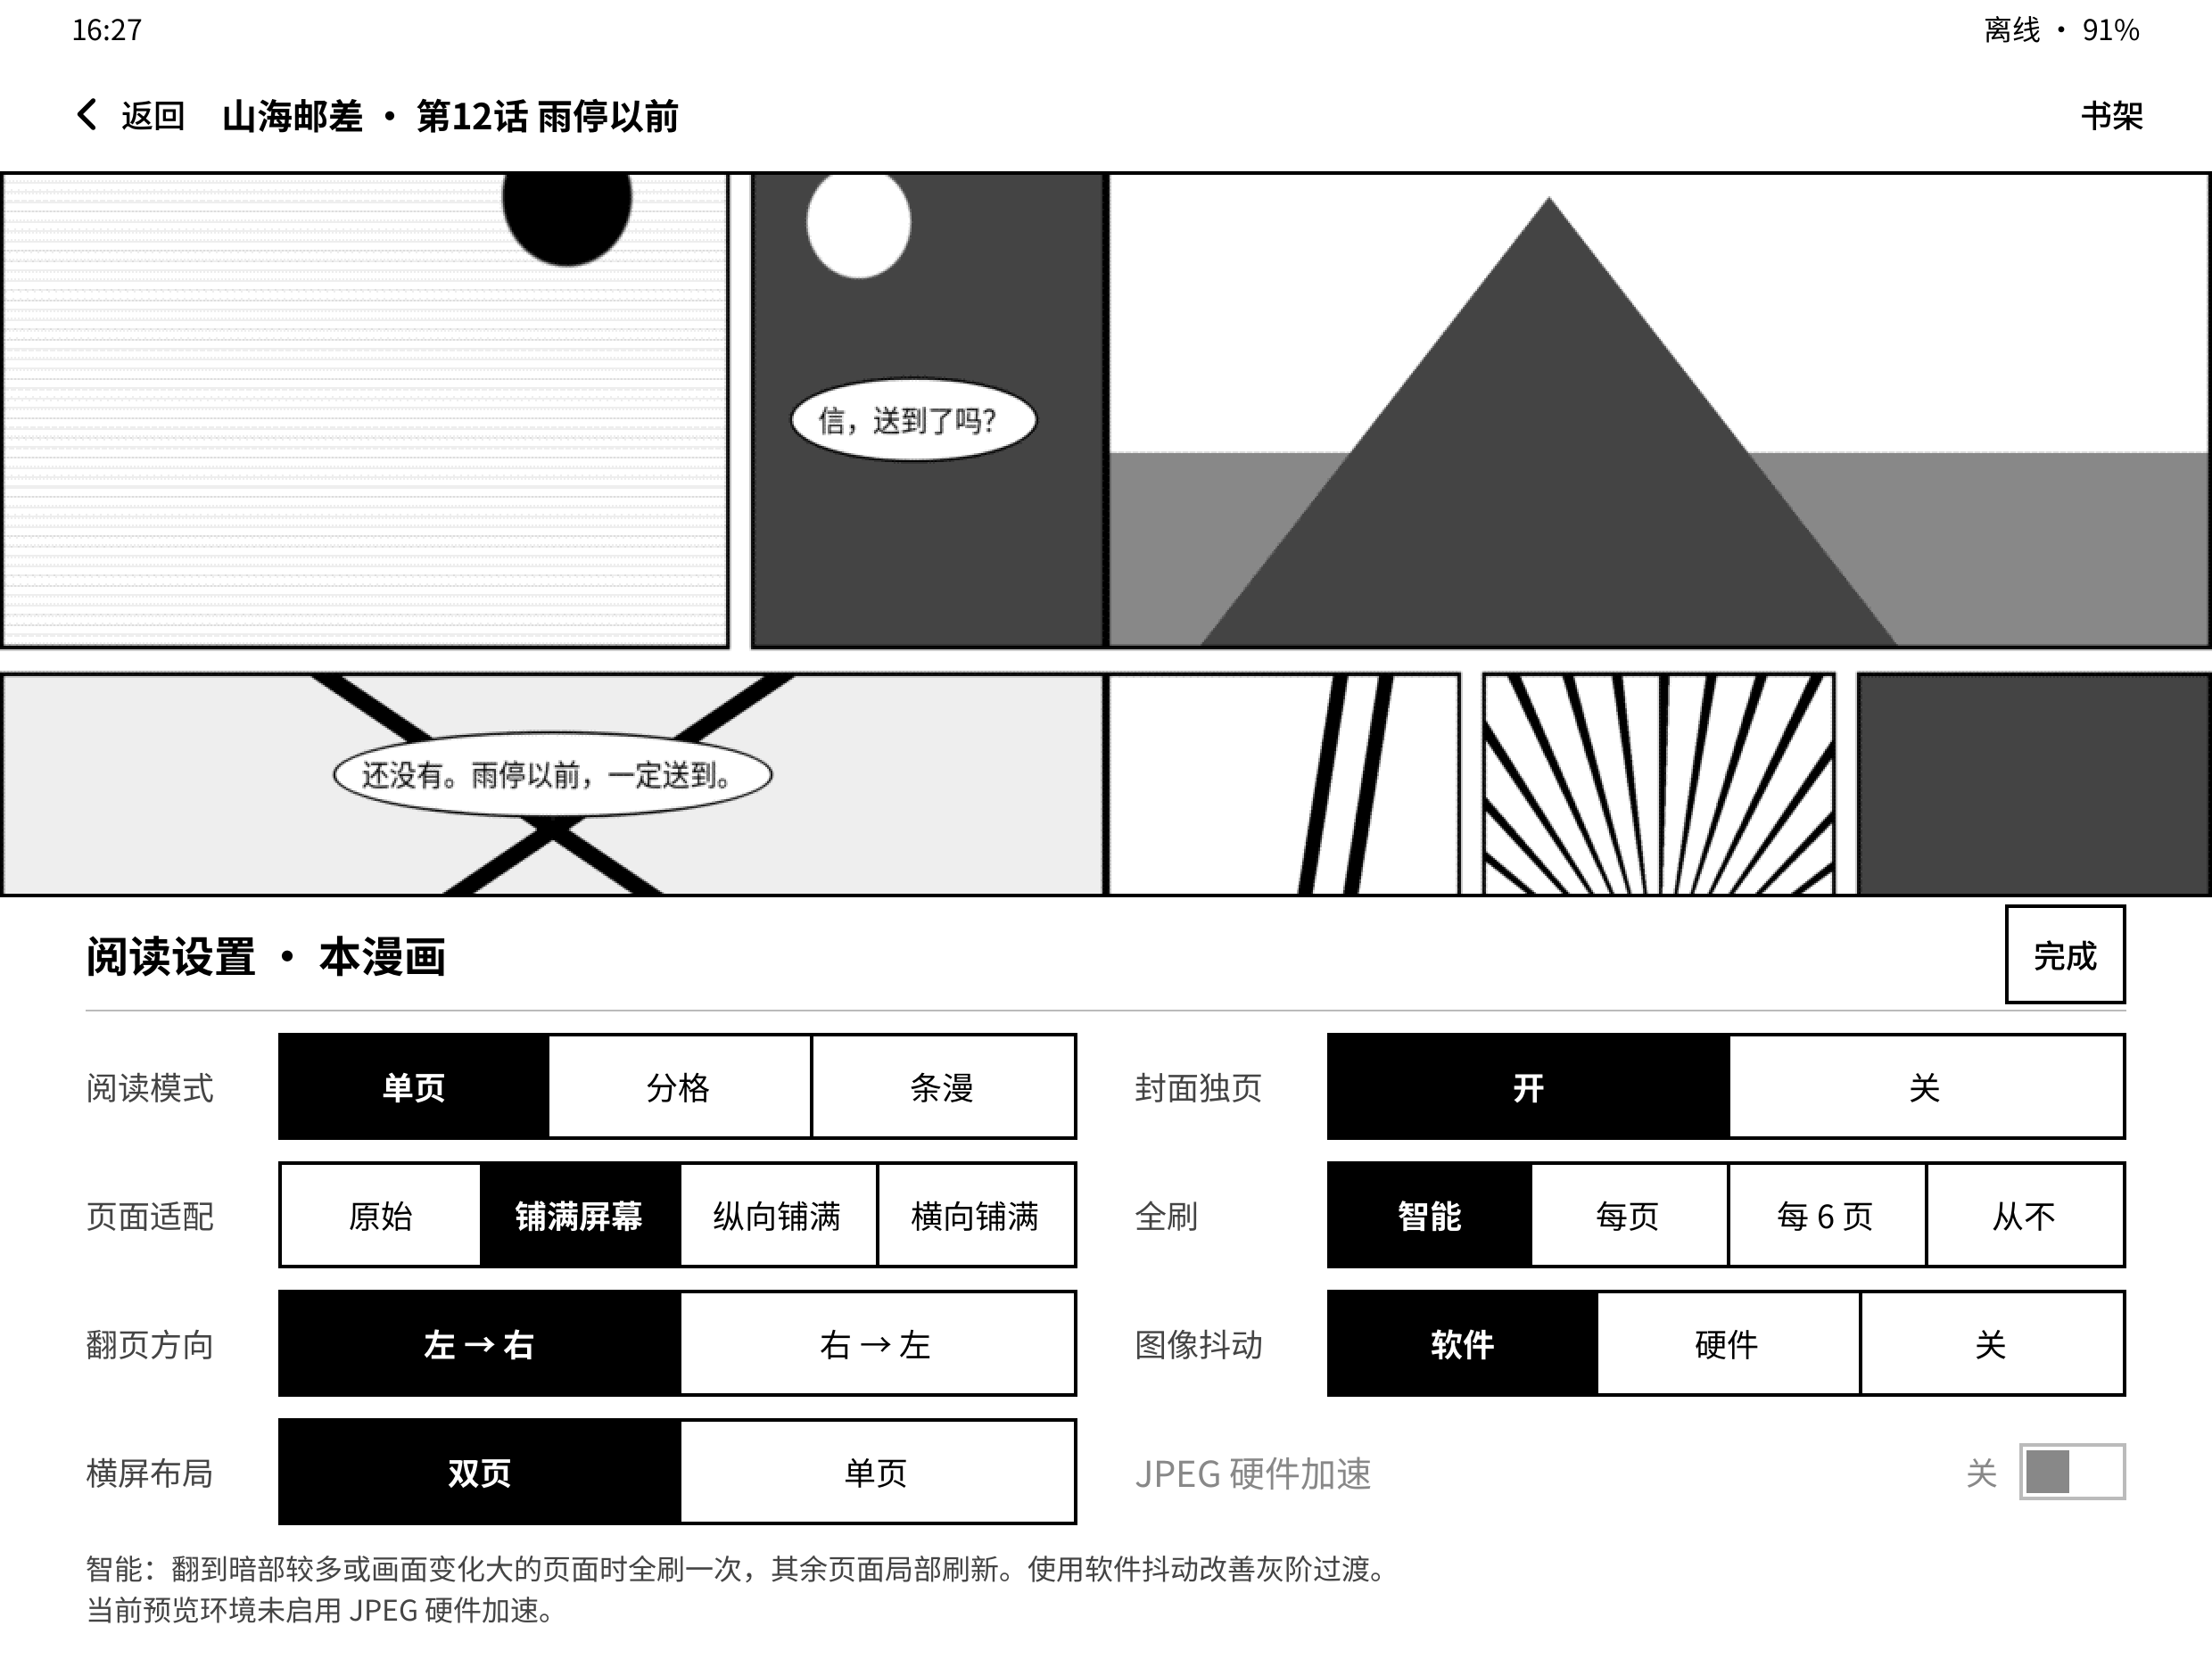 16:27
离线 · 91%
返回
山海邮差 · 第12话 雨停以前
书架
信，送到了吗？
还没有。雨停以前，一定送到。
阅读设置 · 本漫画
完成
阅读模式 单页 分格 条漫
封面独页 开 关
页面适配 原始 铺满屏幕 纵向铺满 横向铺满
全刷 智能 每页 每 6 页 从不
翻页方向 左 → 右 右 → 左
图像抖动 软件 硬件 关
横屏布局 双页 单页
JPEG 硬件加速 关
智能：翻到暗部较多或画面变化大的页面时全刷一次，其余页面局部刷新。使用软件抖动改善灰阶过渡。
当前预览环境未启用 JPEG 硬件加速。